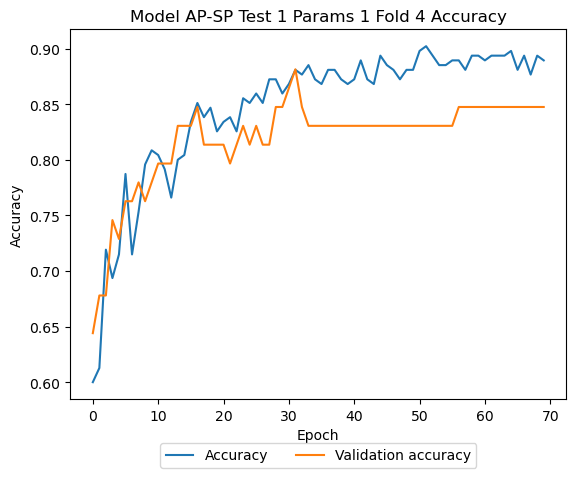 Model AP-SP Test 1 Params 1 Fold 4 Accuracy
Accuracy
0.90
0.85
0.80
0.75
0.70
0.65
0.60
0 10 20 30 40 50 60 70
Epoch
Accuracy Validation accuracy